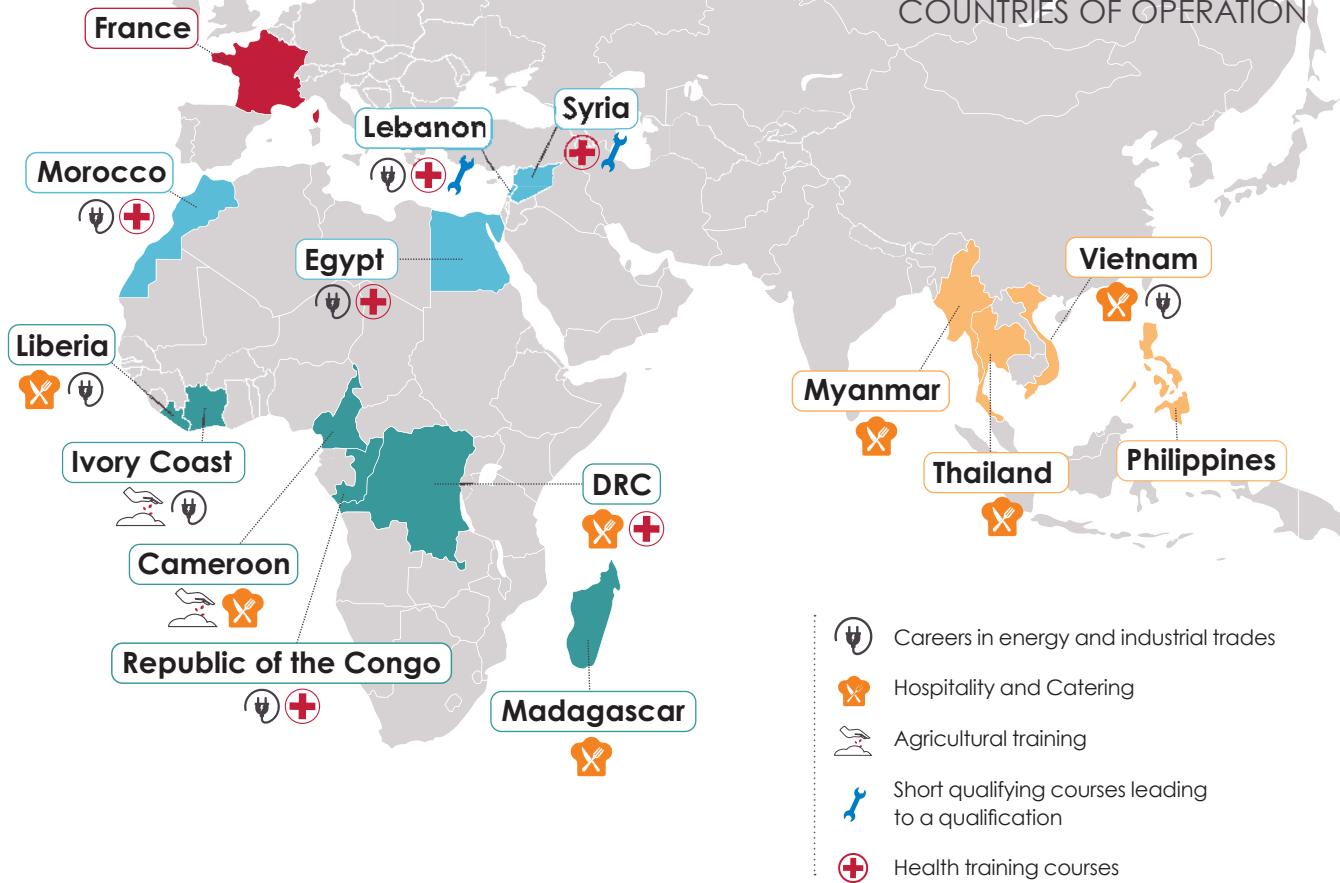 COUNTRIES OF OPERATION
France
Syria
Lebanon
Morocco
Egypt
Vietnam
Liberia
Myanmar
Ivory Coast
Thailand
Philippines
DRC
Cameroon
Republic of the Congo
Madagascar
Careers in energy and industrial trades
Hospitality and Catering
Agricultural training
Short qualifying courses leading
to a qualification
Health training courses